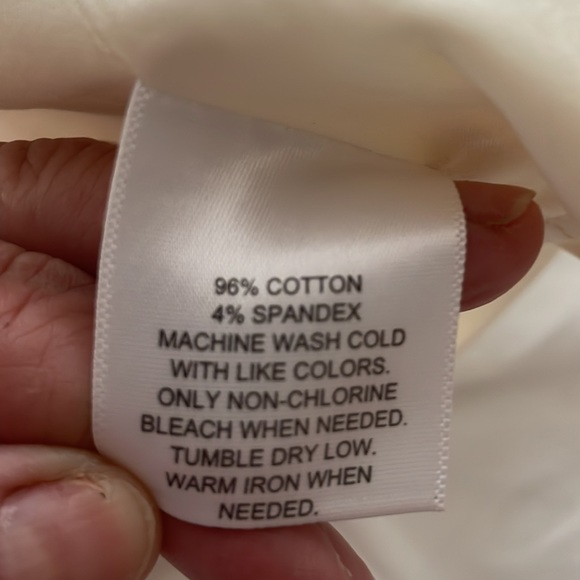 96% COTTON
4% SPANDEX
MACHINE WASH COLD
WITH LIKE COLORS.
ONLY NON-CHLORINE
BLEACH WHEN NEEDED.
TUMBLE DRY LOW.
WARM IRON WHEN
NEEDED.